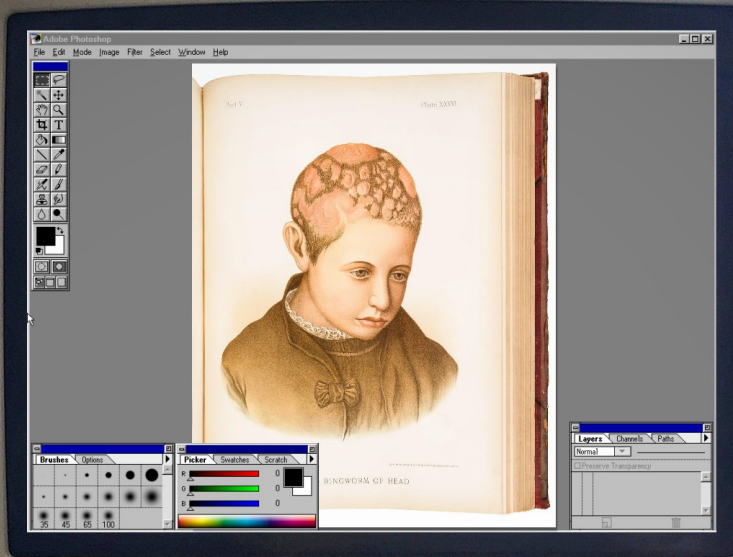 Adobe Photoshop
File Edit Mode Image Filter Select Window Help
Part V
Plate XXVI
RINGWORM OF HEAD
Brushes Options
35 45 65 100
Picker Swatches Scratch
R 0
G 0
B 0
Layers Channels Paths
Normal
Preserve Transparency